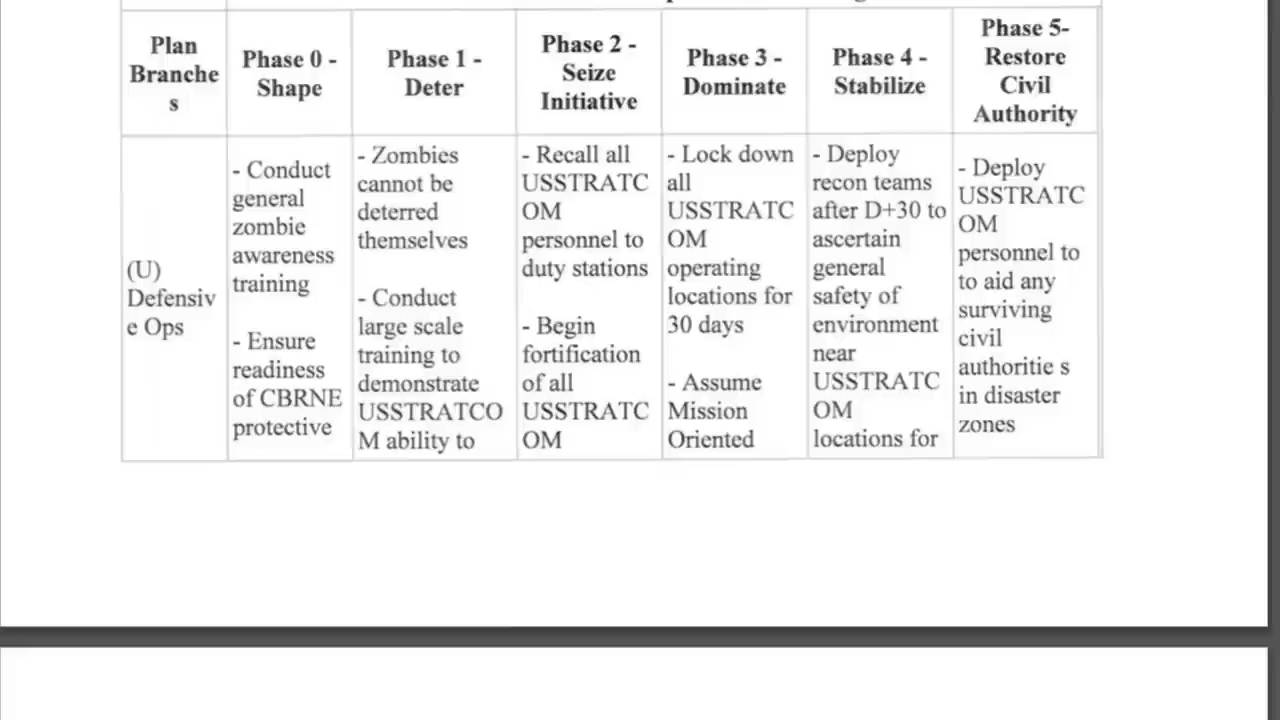 Plan
Branche
s
Phase 0 -
Shape
Phase 1 -
Deter
Phase 2 -
Seize
Initiative
Phase 3 -
Dominate
Phase 4 -
Stabilize
Phase 5-
Restore
Civil
Authority
(U)
Defensiv
e Ops
- Conduct
general
zombie
awareness
training
- Ensure
readiness
of CBRNE
protective
- Zombies
cannot be
deterred
themselves
- Conduct
large scale
training to
demonstrate
USSTRATCO
M ability to
- Recall all
USSTRATC
OM
personnel to
duty stations
- Begin
fortification
of all
USSTRATC
OM
- Lock down
all
USSTRATC
OM
operating
locations for
30 days
- Assume
Mission
Oriented
- Deploy
recon teams
after D+30 to
ascertain
general
safety of
environment
near
USSTRATC
OM
locations for
- Deploy
USSTRATC
OM
personnel to
to aid any
surviving
civil
authoritie s
in disaster
zones